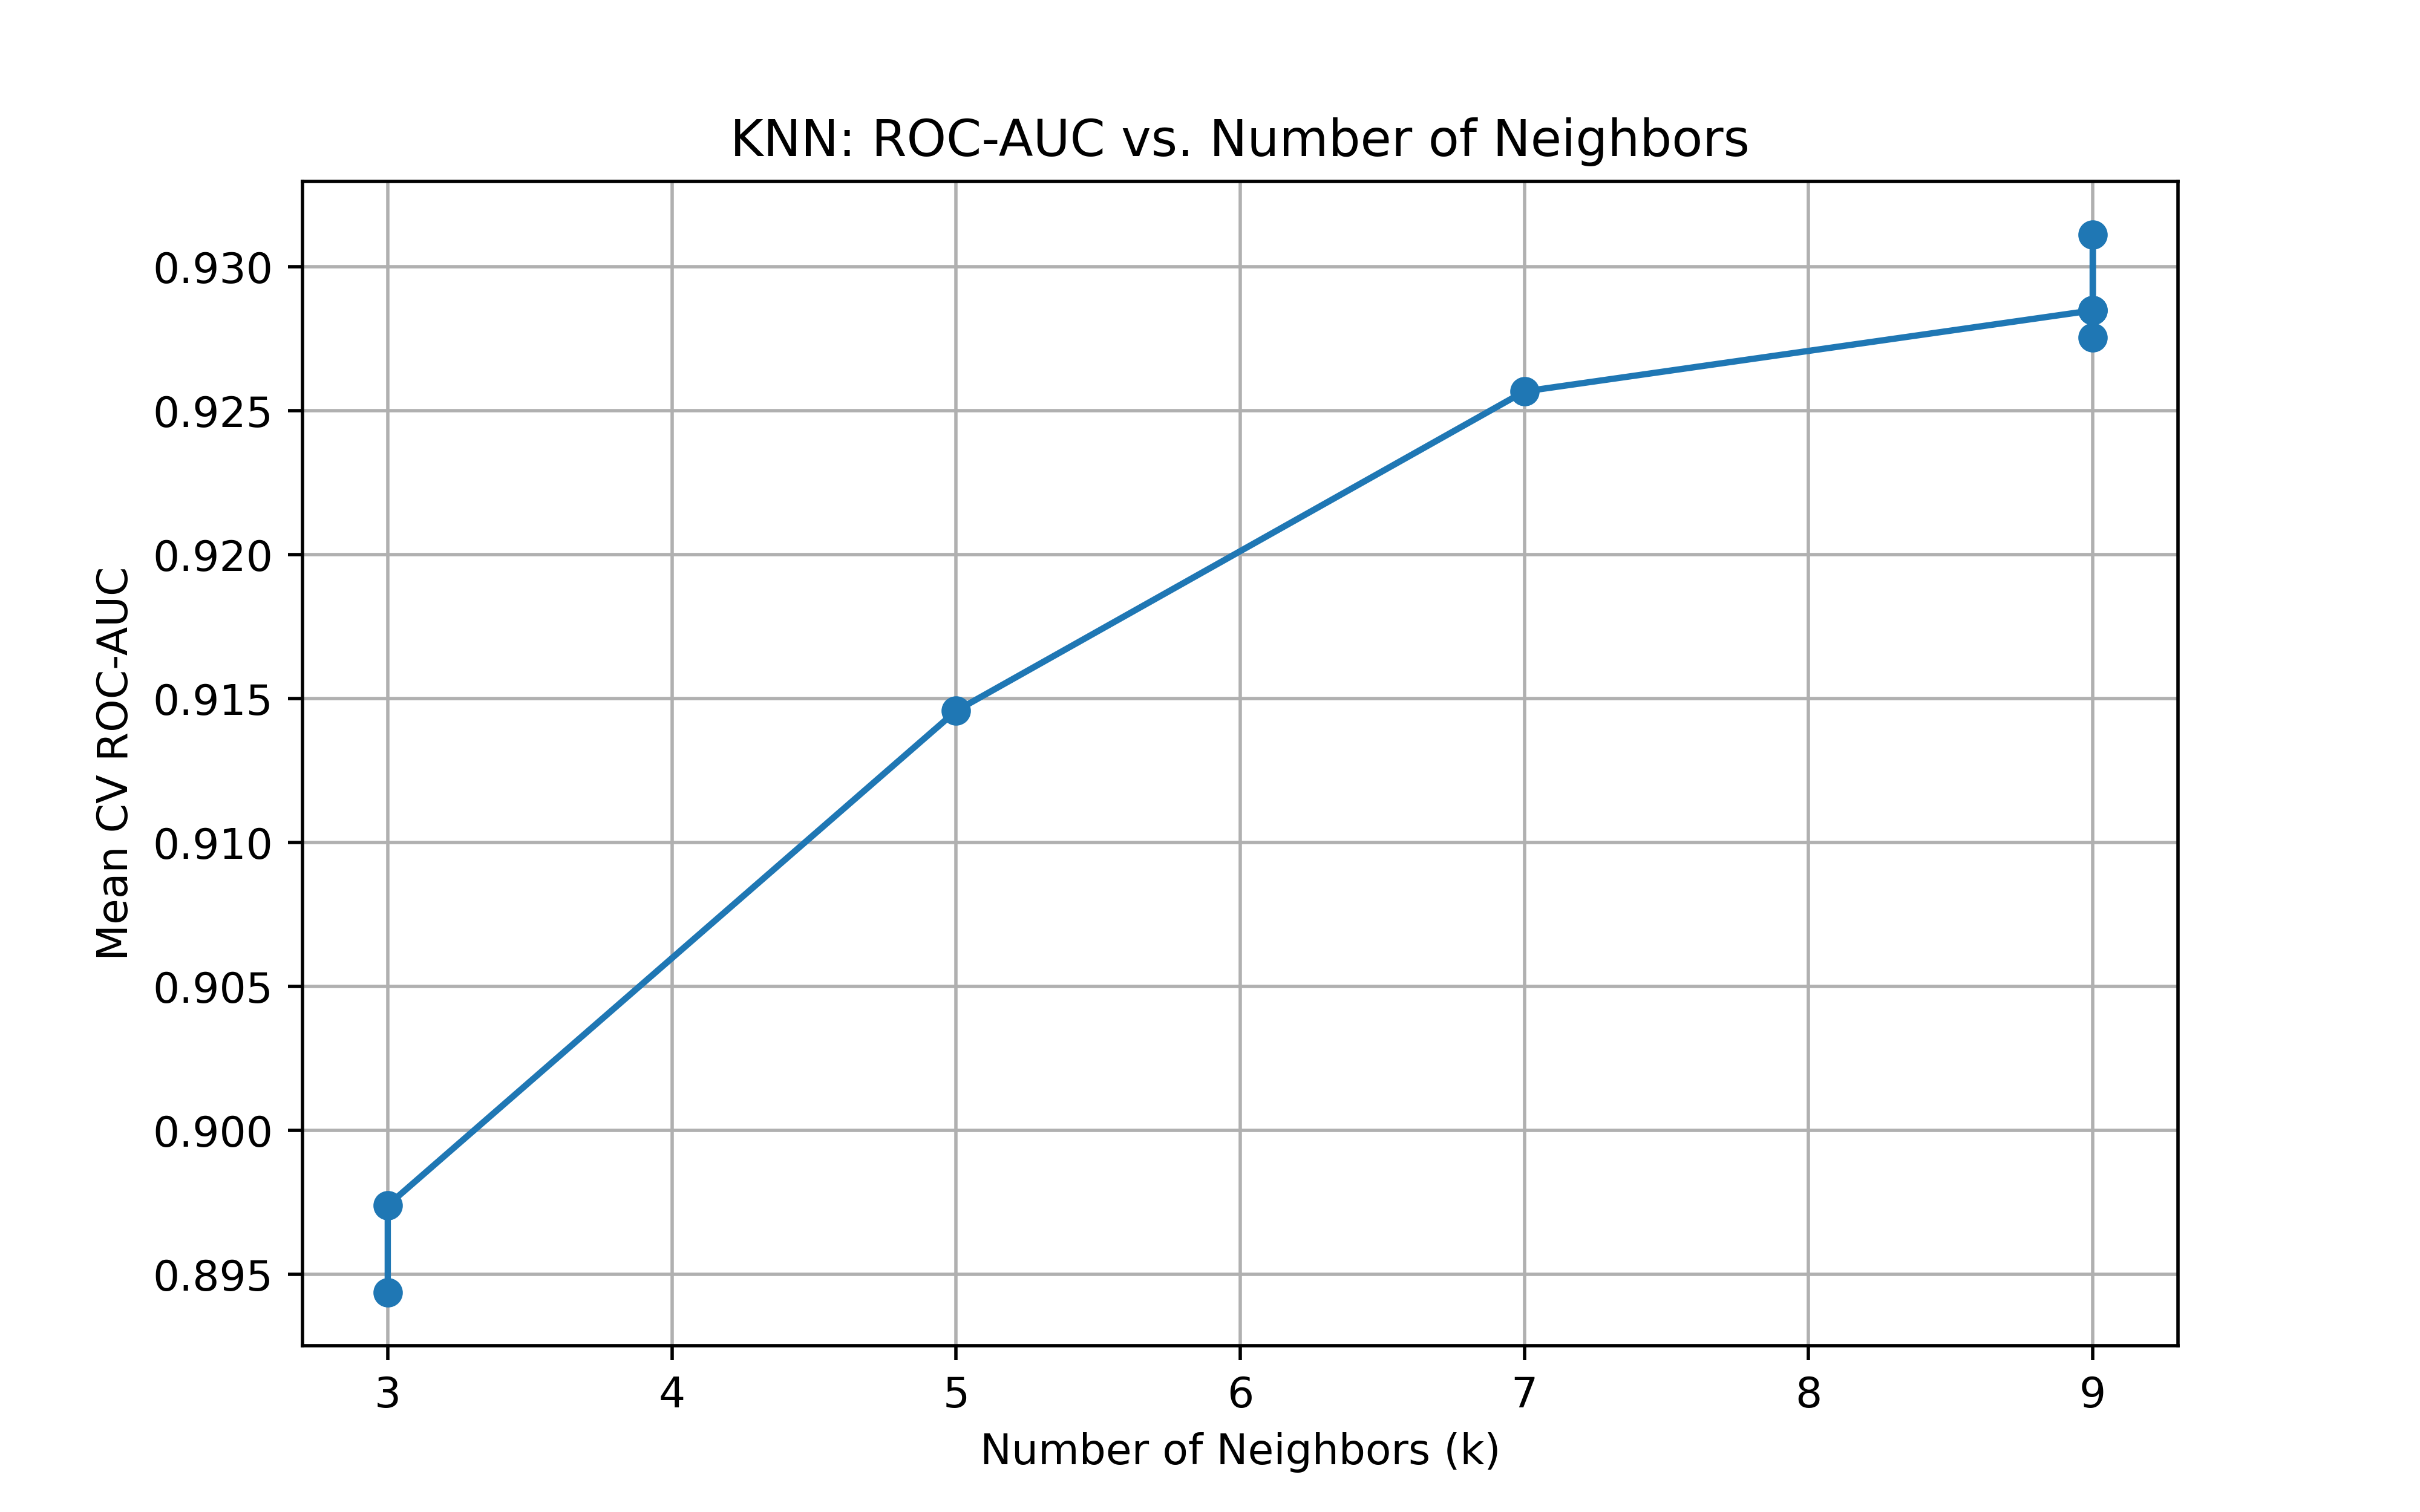 KNN: ROC-AUC vs. Number of Neighbors
Mean CV ROC-AUC
0.930
0.925
0.920
0.915
0.910
0.905
0.900
0.895
3 4 5 6 7 8 9
Number of Neighbors (k)